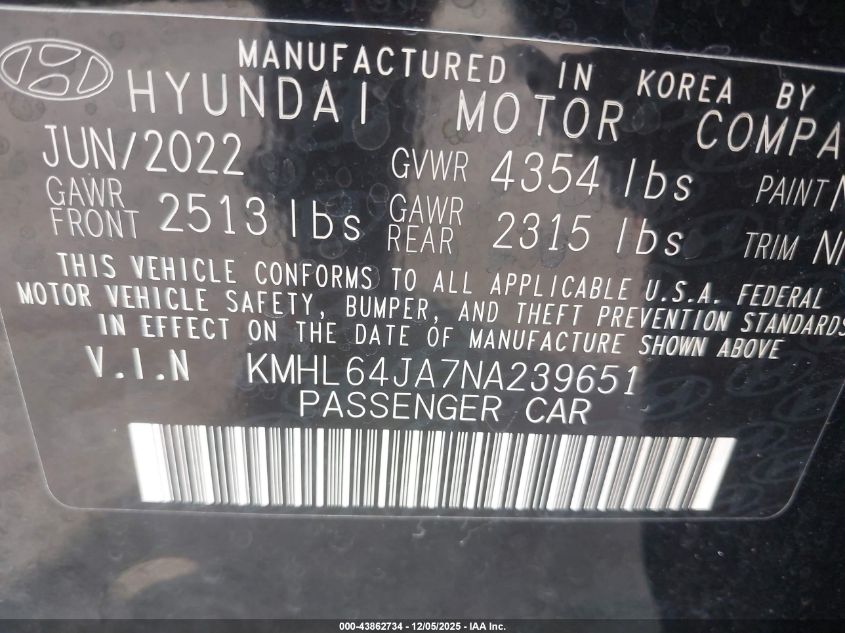 MANUFACTURED IN KOREA BY
HYUNDAI MOTOR COMPA
JUN/2022 GVWR 4354 lbs PAINT
GAWR FRONT 2513 lbs GAWR REAR 2315 lbs TRIM
THIS VEHICLE CONFORMS TO ALL APPLICABLE U.S.A. FEDERAL
MOTOR VEHICLE SAFETY, BUMPER, AND THEFT PREVENTION STANDARDS
IN EFFECT ON THE DATE OF MANUFACTURE SHOWN ABOVE
V.I.N KMHL64JA7NA239651
PASSENGER CAR
000-43862734 - 12/05/2025 - IAA Inc.